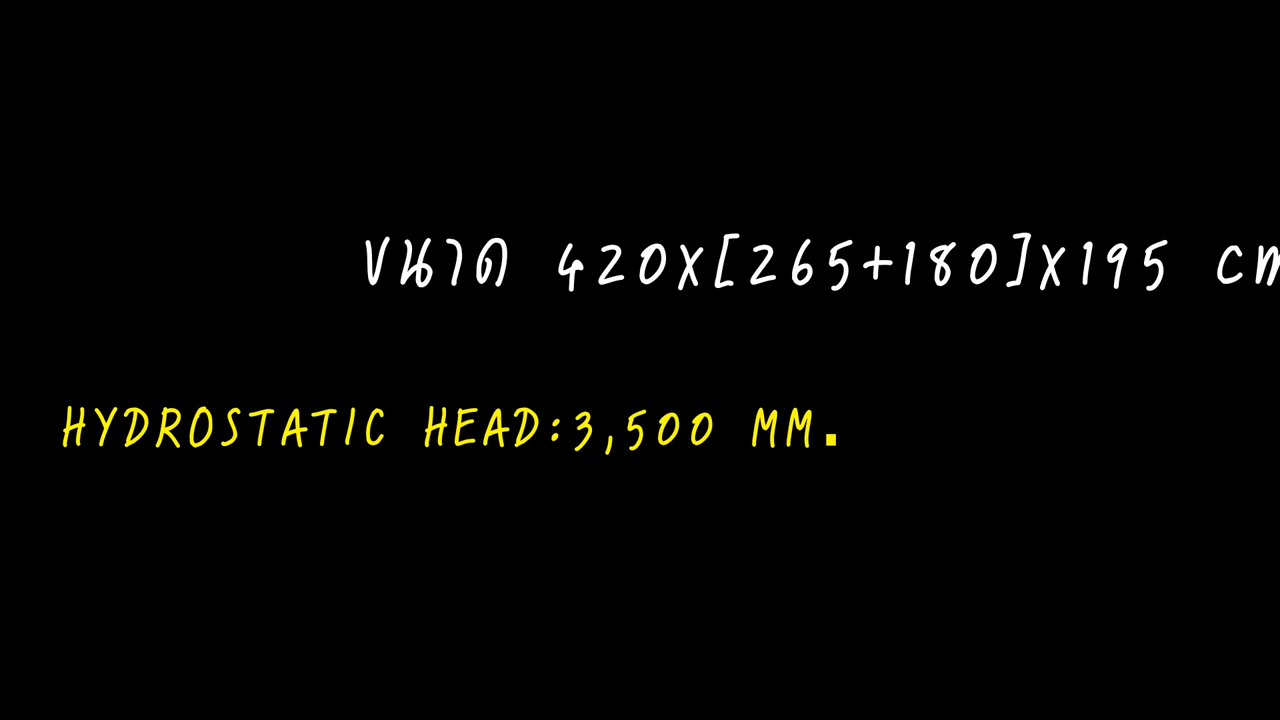 ขนาด 420X[265+180]X195 cm
HYDROSTATIC HEAD:3,500 MM.